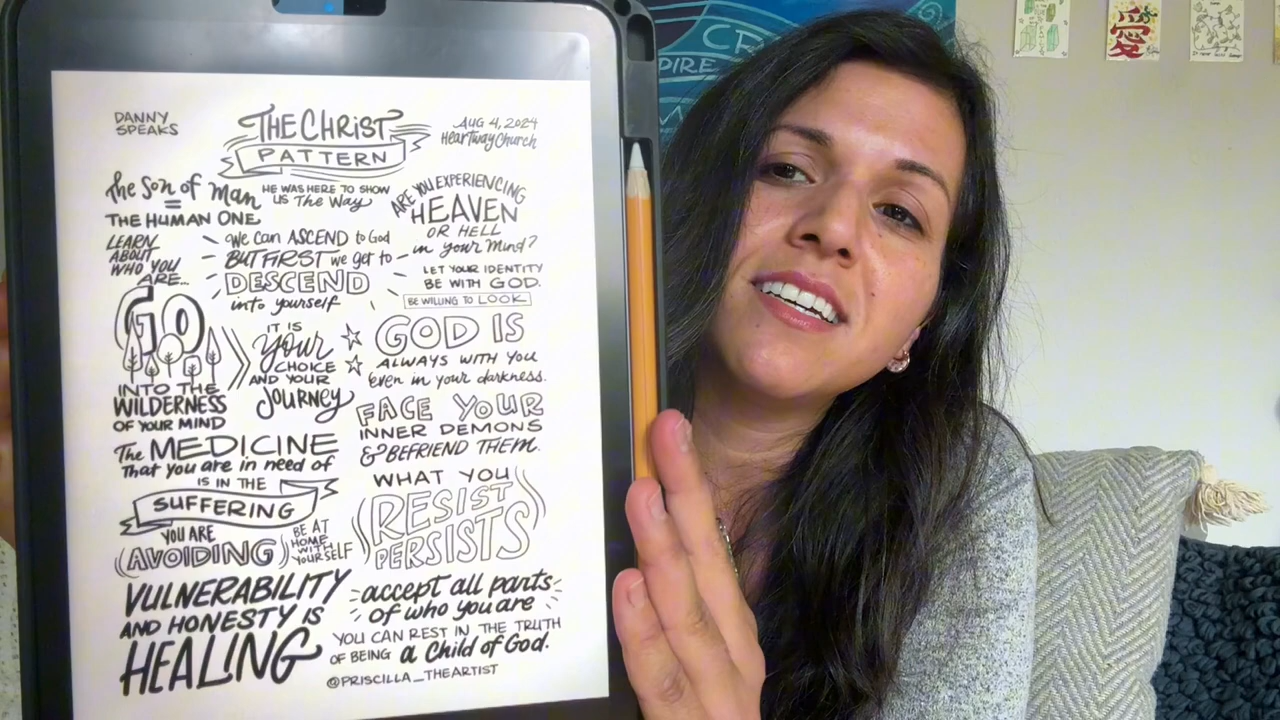 DANNY
SPEAKS
THE CHRIST
PATTERN
AUG 4, 2024
Heartway Church
The Son of Man
THE HUMAN ONE
HE WAS HERE TO SHOW
US The Way
ARE YOU EXPERIENCING
HEAVEN
OR HELL
in your Mind?
LEARN
ABOUT
WHO YOU
ARE...
We can ASCEND to God
BUT FIRST we get to
DESCEND
into yourself
LET YOUR IDENTITY
BE WITH GOD.
BE WILLING TO LOOK
GO
INTO THE
WILDERNESS
OF YOUR MIND
IT IS
your
CHOICE
AND YOUR
JOURNEY
GOD IS
ALWAYS WITH YOU
even in your darkness.
FACE YOUR
INNER DEMONS
& BEFRIEND THEM.
The MEDICINE
that you are in need of
IS IN THE
SUFFERING
YOU ARE
AVOIDING
BE AT
HOME
WITH
YOURSELF
WHAT YOU
RESIST
PERSISTS
VULNERABILITY
AND HONESTY IS
HEALING
accept all parts
of who you are
YOU CAN REST IN THE TRUTH
OF BEING a child of God.
@PRISCILLA_THEARTIST
CR
PIRE
愛